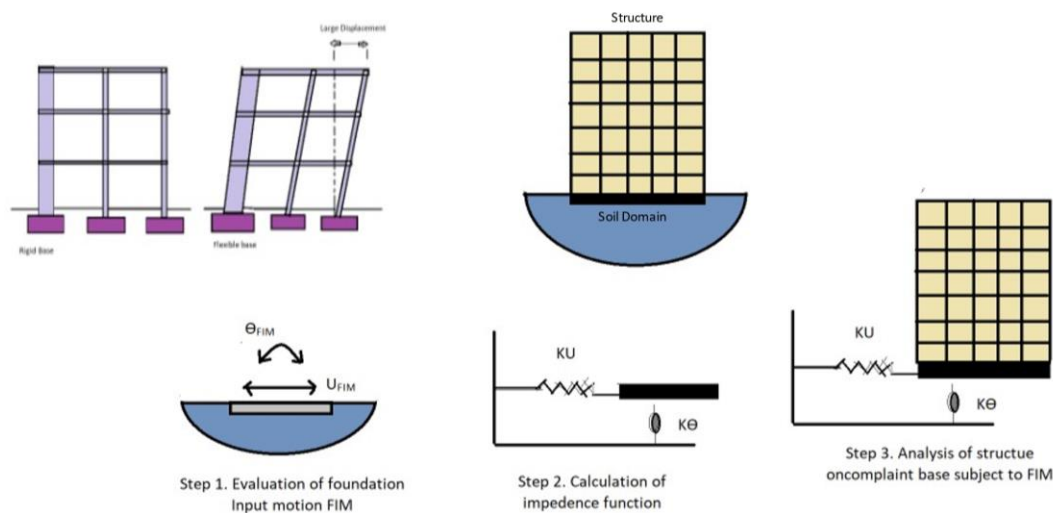 Large Displacement
Rigid Base
Flexible base
Structure
Soil Domain
ΘFIM
UFIM
Step 1. Evaluation of foundation
Input motion FIM
KU
KΘ
Step 2. Calculation of
impedence function
KU
KΘ
Step 3. Analysis of structue
oncomplaint base subject to FIM